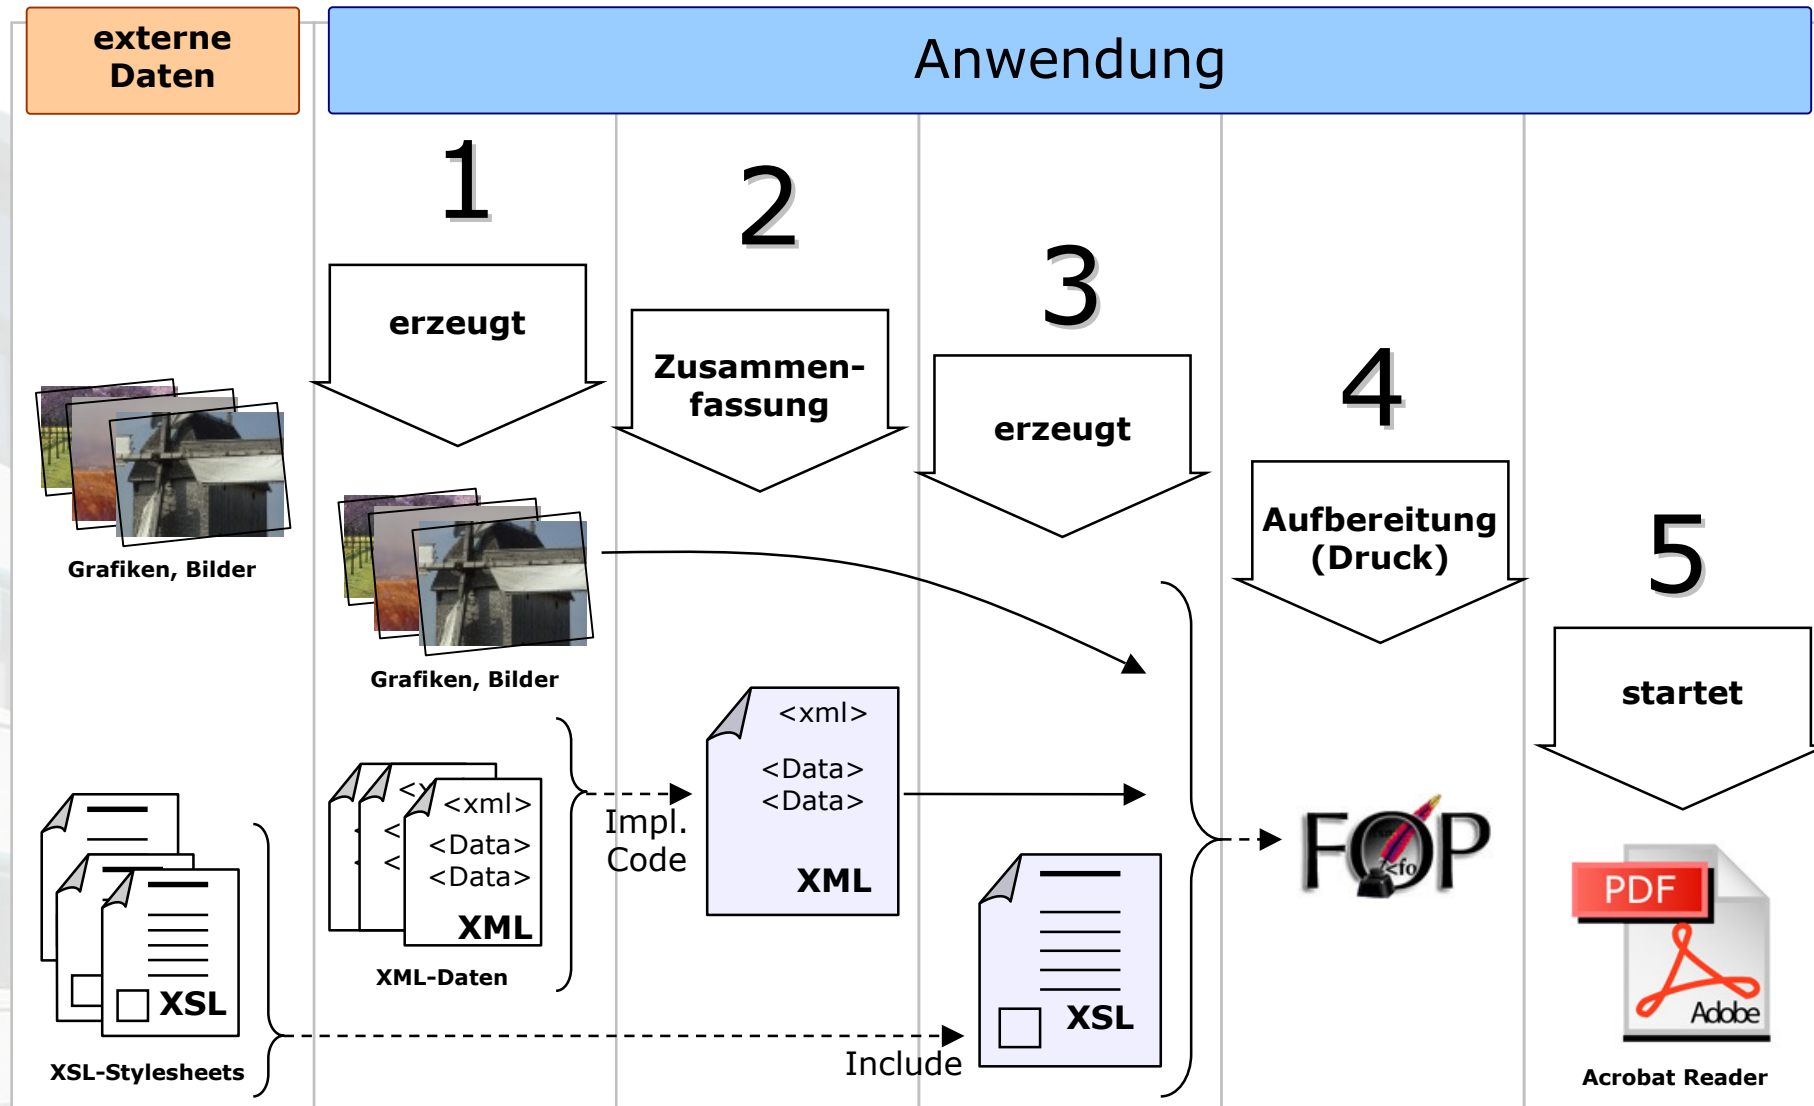 externe
Daten
Anwendung
1
2
3
4
5
erzeugt
Zusammen-
fassung
erzeugt
Aufbereitung
(Druck)
startet
Grafiken, Bilder
Grafiken, Bilder
<xml>
<Data>
<Data>
XML
XML-Daten
Impl.
Code
<xml>
<Data>
<Data>
XML
XSL
XSL-Stylesheets
Include
XSL
FOP
<fo
PDF
Adobe
Acrobat Reader